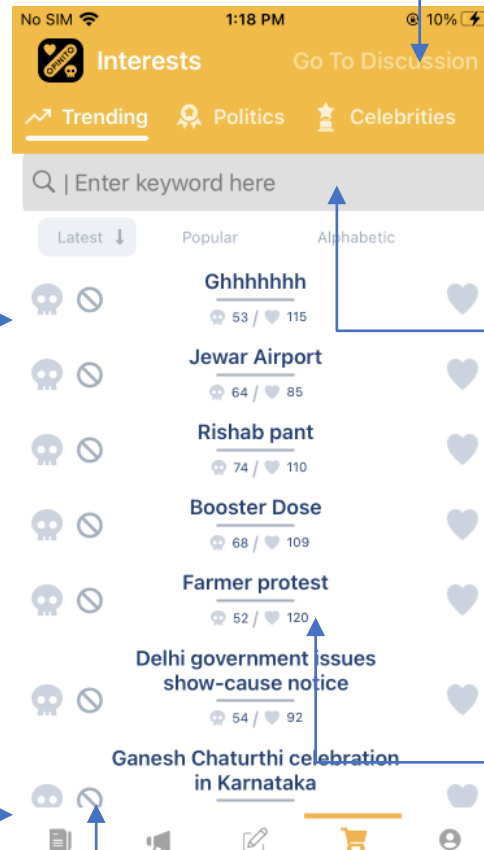 No SIM 1:18 PM 10%
OPINITO
Interests Go To Discussion
Trending Politics Celebrities
| Enter keyword here
Latest Popular Alphabetic
Ghhhhhhh
53 / 115
Jewar Airport
64 / 85
Rishab pant
74 / 110
Booster Dose
68 / 109
Farmer protest
52 / 120
Delhi government issues
show-cause notice
54 / 92
Ganesh Chaturthi celebration
in Karnataka